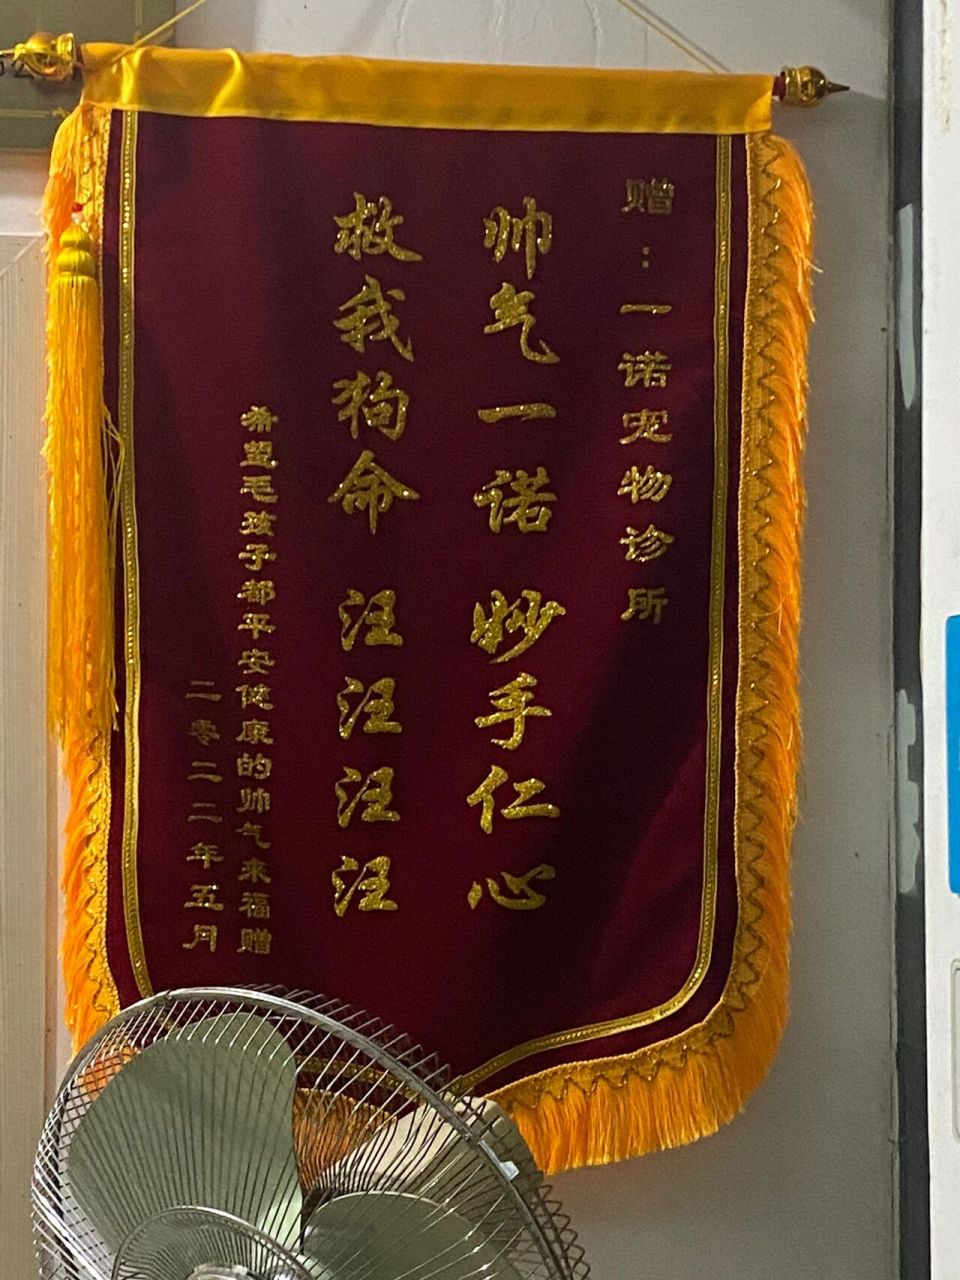 赠：一诺宠物诊所
帅气一诺 妙手仁心
救我狗命 汪汪汪汪
希望毛孩子都平安健康的帅气来福赠
二零二二年五月